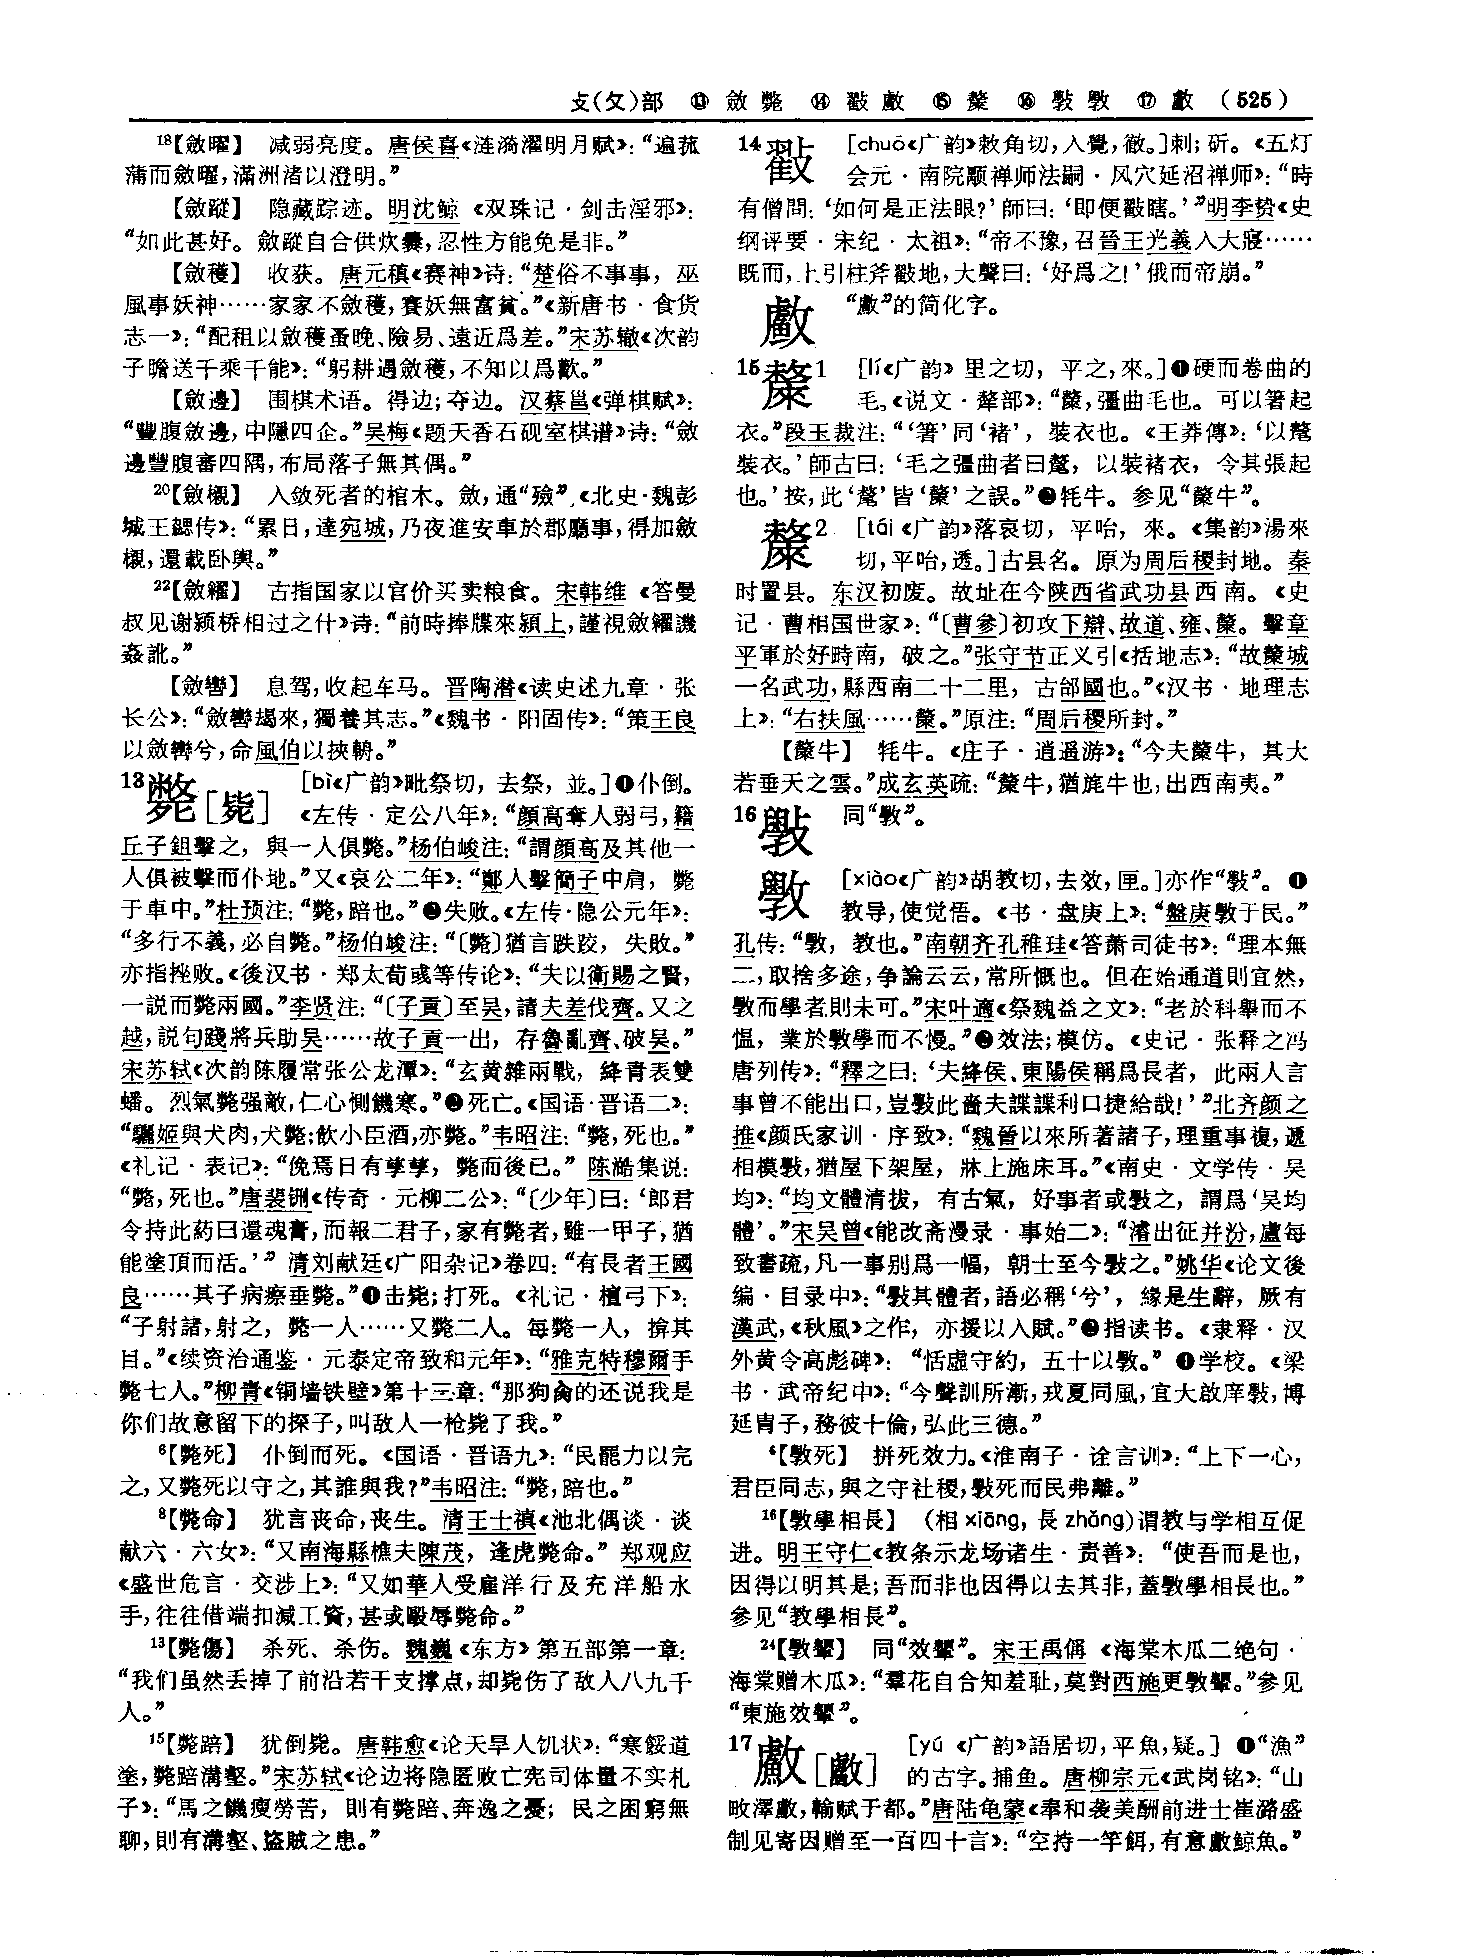 攴(攵)部 ⑬ 斂斃 ⑭ 㪬𢿣 ⑮ 斄 ⑯ 斅斆 ⑰ 𢿣 (525)
18【斂曜】 减弱亮度。唐侯喜《涟漪濯明月赋》：“遍菰
蒲而斂曜，滿洲渚以澄明。”
【斂蹤】 隐藏踪迹。明沈鲸《双珠记·剑击淫邪》：
“如此甚好。斂蹤自合供炊爨，忍性方能免是非。”
【斂穫】 收获。唐元稹《赛神》诗：“楚俗不事事，巫
風事妖神……家家不斂穫，賽妖無富貧。”《新唐书·食货
志一》：“配租以斂穫蚤晚、險易、遠近爲差。”宋苏辙《次韵
子瞻送千乘千能》：“躬耕遇斂穫，不知以爲歡。”
【斂邊】 围棋术语。得边；夺边。汉蔡邕《弹棋赋》：
“豐腹斂邊，中隱四企。”吴梅《题天香石砚室棋谱》诗：“斂
邊豐腹審四隅，布局落子無其偶。”
20【斂櫬】 入敛死者的棺木。斂，通“殮”。《北史·魏彭
城王勰传》：“累日，達宛城，乃夜進安車於郡廳事，得加斂
櫬，還載卧輿。”
22【斂糴】 古指国家以官价买卖粮食。宋韩维《答曼
叔见谢颍桥相过之什》诗：“前時捧牒來潁上，謹視斂糴譏
姦訛。”
【斂轡】 息驾，收起车马。晋陶潜《读史述九章·张
长公》：“斂轡朅來，獨養其志。”《魏书·阳固传》：“策王良
以斂轡兮，命風伯以挾輈。”
13斃[毙] [bì《广韵》毗祭切，去祭，並。]❶仆倒。
《左传·定公八年》：“顔高奪人弱弓，籍
丘子鉏擊之，與一人俱斃。”杨伯峻注：“謂顔高及其他一
人俱被擊而仆地。”又《哀公二年》：“鄭人擊簡子中肩，斃
于車中。”杜预注：“斃，踣也。”❷失败。《左传·隐公元年》：
“多行不義，必自斃。”杨伯峻注：“〔斃〕猶言跌跤，失敗。”
亦指挫败。《後汉书·郑太荀彧等传论》：“夫以衛賜之賢，
一説而斃兩國。”李贤注：“〔子貢〕至吴，請夫差伐齊。又之
越，説句踐將兵助吴……故子貢一出，存魯亂齊、破吴。”
宋苏轼《次韵陈履常张公龙潭》：“玄黄雜兩戰，絳青表雙
蟠。烈氣斃强敵，仁心惻饑寒。”❸死亡。《国语·晋语二》：
“驪姬與犬肉，犬斃；飲小臣酒，亦斃。”韦昭注：“斃，死也。”
《礼记·表记》：“俛焉日有孳孳，斃而後已。” 陈澔集说：
“斃，死也。”唐裴铏《传奇·元柳二公》：“〔少年〕曰：‘郎君
令持此葯曰還魂膏，而報二君子，家有斃者，雖一甲子，猶
能塗頂而活。’” 清刘献廷《广阳杂记》卷四：“有長者王國
良……其子病瘵垂斃。”❹击毙；打死。《礼记·檀弓下》：
“子射諸，射之，斃一人……又斃二人。每斃一人，揜其
目。”《续资治通鉴·元泰定帝致和元年》：“雅克特穆爾手
斃七人。”柳青《铜墙铁壁》第十三章：“那狗㒲的还说我是
你们故意留下的探子，叫敌人一枪毙了我。”
6【斃死】 仆倒而死。《国语·晋语九》：“民罷力以完
之，又斃死以守之，其誰與我？”韦昭注：“斃，踣也。”
8【斃命】 犹言丧命，丧生。清王士禛《池北偶谈·谈
献六·六女》：“又南海縣樵夫陳茂，逢虎斃命。” 郑观应
《盛世危言·交涉上》：“又如華人受雇洋行及充洋船水
手，往往借端扣減工資，甚或毆辱斃命。”
13【斃傷】 杀死、杀伤。魏巍《东方》第五部第一章：
“我们虽然丢掉了前沿若干支撑点，却毙伤了敌人八九千
人。”
15【斃踣】 犹倒毙。唐韩愈《论天旱人饥状》：“寒餒道
塗，斃踣溝壑。”宋苏轼《论边将隐匿败亡宪司体量不实札
子》：“馬之饑瘦勞苦，則有斃踣、奔逸之憂；民之困窮無
聊，則有溝壑、盜賊之患。”
14㪬 [chuō《广韵》敕角切，入覺，徹。]刺；斫。《五灯
会元·南院颙禅师法嗣·风穴延沼禅师》：“時
有僧問：‘如何是正法眼？’師曰：‘即便㪬瞎。’”明李贽《史
纲评要·宋纪·太祖》：“帝不豫，召晉王光義入大寢……
既而，上引柱斧㪬地，大聲曰：‘好爲之！’俄而帝崩。”
𢿣 “𢿣”的简化字。
15斄1 [lí《广韵》里之切，平之，來。]❶硬而卷曲的
毛。《说文·犛部》：“斄，彊曲毛也。可以箸起
衣。”段玉裁注：“‘箸’同‘褚’，裝衣也。《王莽傳》：‘以氂
裝衣。’師古曰：‘毛之彊曲者曰氂，以裝褚衣，令其張起
也。’按，此‘氂’皆‘斄’之誤。”❷牦牛。参见“斄牛”。
斄2 [tái《广韵》落哀切，平咍，來。《集韵》湯來
切，平咍，透。]古县名。原为周后稷封地。秦
时置县。东汉初废。故址在今陕西省武功县西南。《史
记·曹相国世家》：“〔曹參〕初攻下辯、故道、雍、斄。擊章
平軍於好畤南，破之。”张守节正义引《括地志》：“故斄城
一名武功，縣西南二十二里，古邰國也。”《汉书·地理志
上》：“右扶風……斄。”原注：“周后稷所封。”
【斄牛】 牦牛。《庄子·逍遥游》：“今夫斄牛，其大
若垂天之雲。”成玄英疏：“斄牛，猶旄牛也，出西南夷。”
16斅 同“斆”。
斆 [xiào《广韵》胡教切，去效，匣。]亦作“斅”。❶
教导，使觉悟。《书·盘庚上》：“盤庚斆于民。”
孔传：“斆，教也。”南朝齐孔稚珪《答萧司徒书》：“理本無
二，取捨多途，争論云云，常所慨也。但在始通道則宜然，
斆而學者則未可。”宋叶適《祭魏益之文》：“老於科舉而不
愠，業於斆學而不慢。”❷效法；模仿。《史记·张释之冯
唐列传》：“釋之曰：‘夫絳侯、東陽侯稱爲長者，此兩人言
事曾不能出口，豈斅此嗇夫諜諜利口捷給哉！’”北齐颜之
推《颜氏家训·序致》：“魏晉以來所著諸子，理重事複，遞
相模斅，猶屋下架屋，牀上施床耳。”《南史·文学传·吴
均》：“均文體清拔，有古氣，好事者或斅之，謂爲‘吴均
體’。”宋吴曾《能改斋漫录·事始二》：“濬出征并汾，盧每
致書疏，凡一事别爲一幅，朝士至今斅之。”姚华《论文後
编·目录中》：“斅其體者，語必稱‘兮’，緣是生辭，厥有
漢武，《秋風》之作，亦援以入賦。”❸指读书。《隶释·汉
外黄令高彪碑》：“恬虚守約，五十以斆。”❹学校。《梁
书·武帝纪中》：“今聲訓所漸，戎夏同風，宜大啟庠斅，博
延胄子，務彼十倫，弘此三德。”
6【斆死】 拼死效力。《淮南子·诠言训》：“上下一心，
君臣同志，與之守社稷，斅死而民弗離。”
16【斆學相長】 （相xiāng，長zhǎng）谓教与学相互促
进。明王守仁《教条示龙场诸生·责善》：“使吾而是也，
因得以明其是；吾而非也因得以去其非，蓋斆學相長也。”
参见“教學相長”。
24【斆顰】 同“效顰”。宋王禹偁《海棠木瓜二绝句·
海棠赠木瓜》：“羣花自合知羞耻，莫對西施更斆顰。”参见
“東施效顰”。
17𢿣[𢿣] [yú《广韵》語居切，平魚，疑。]❶“漁”
的古字。捕鱼。唐柳宗元《武岗铭》：“山
畋澤𢿣，輸賦于都。”唐陆龟蒙《奉和袭美酬前进士崔潞盛
制见寄因赠至一百四十言》：“空持一竿餌，有意𢿣鲸魚。”